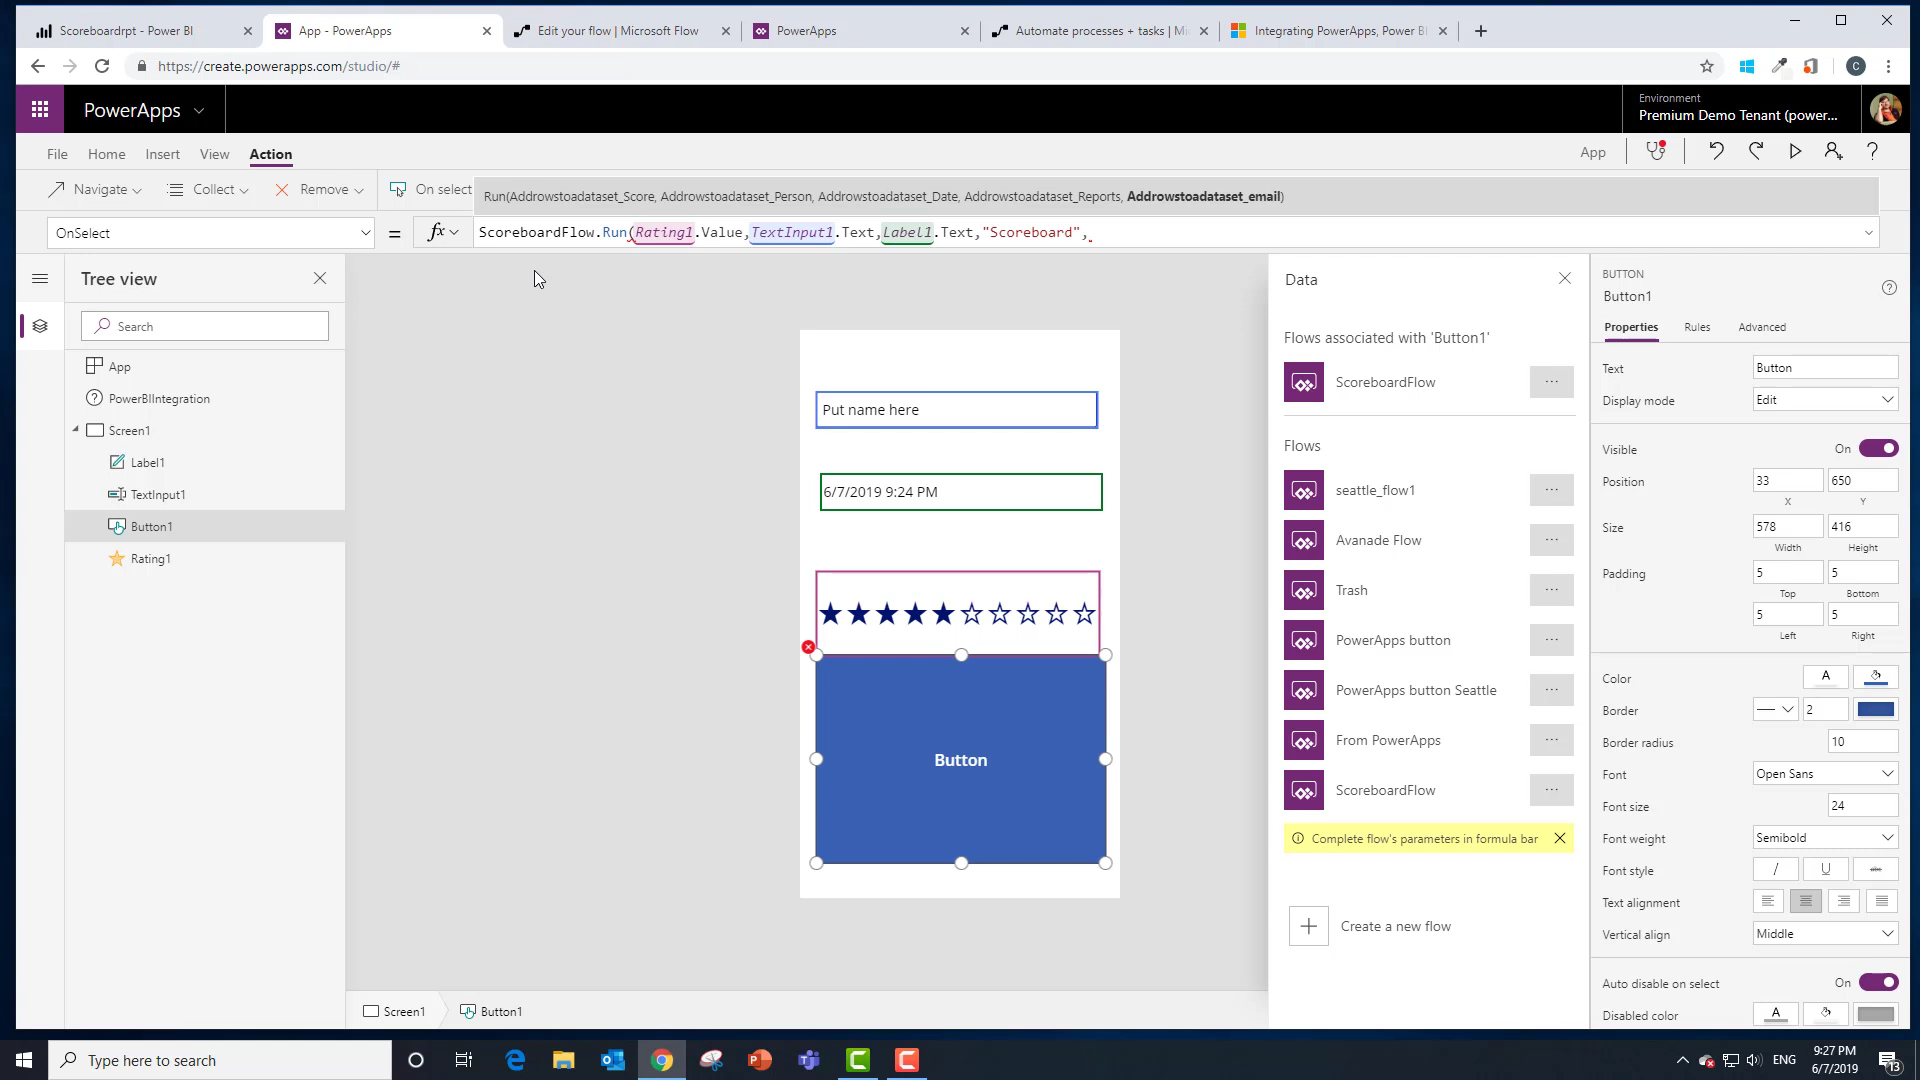 Scoreboardrpt - Power BI
App - PowerApps
Edit your flow | Microsoft Flow
PowerApps
Automate processes + tasks | Mi
Integrating PowerApps, Power B
https://create.powerapps.com/studio/#
C
PowerApps
Environment
Premium Demo Tenant (power...
File Home Insert View Action
App
?
Navigate
Collect
Remove
On select
Run(Addrowstoadataset_Score, Addrowstoadataset_Person, Addrowstoadataset_Date, Addrowstoadataset_Reports, Addrowstoadataset_email)
OnSelect
=
fx
ScoreboardFlow.Run(Rating1.Value,TextInput1.Text,Label1.Text,"Scoreboard",
Tree view
Search
App
PowerBIIntegration
Screen1
Label1
TextInput1
Button1
Rating1
Put name here
6/7/2019 9:24 PM
Button
Screen1
Button1
Data
Flows associated with 'Button1'
ScoreboardFlow
Flows
seattle_flow1
Avanade Flow
Trash
PowerApps button
PowerApps button Seattle
From PowerApps
ScoreboardFlow
Complete flow's parameters in formula bar
Create a new flow
BUTTON
Button1
Properties Rules Advanced
Text Button
Display mode Edit
Visible On
Position 33 650
X Y
Size 578 416
Width Height
Padding 5 5
Top Bottom
5 5
Left Right
Color A
Border 2
Border radius 10
Font Open Sans
Font size 24
Font weight Semibold
Font style / U abc
Text alignment
Vertical align Middle
Auto disable on select On
Disabled color A
Type here to search
ENG
9:27 PM
6/7/2019
13